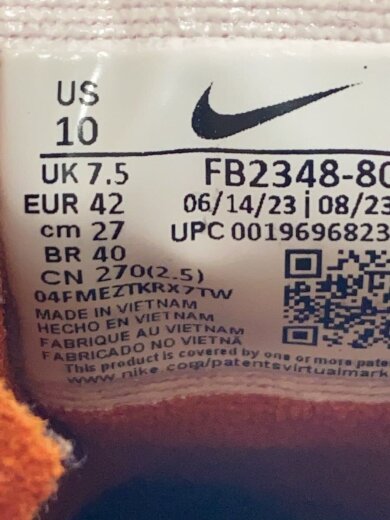 US
10
UK 7.5
EUR 42
cm 27
BR 40
CN 270(2.5)
04FMEZTKRX7TW
MADE IN VIETNAM
HECHO EN VIETNAM
FABRIQUE AU VIETNAM
FABRICADO NO VIETNÃ
FB2348-80
06/14/23 | 08/23
UPC 0019696823
This product is covered by one or more pate
www.nike.com/patentsvirtualmark